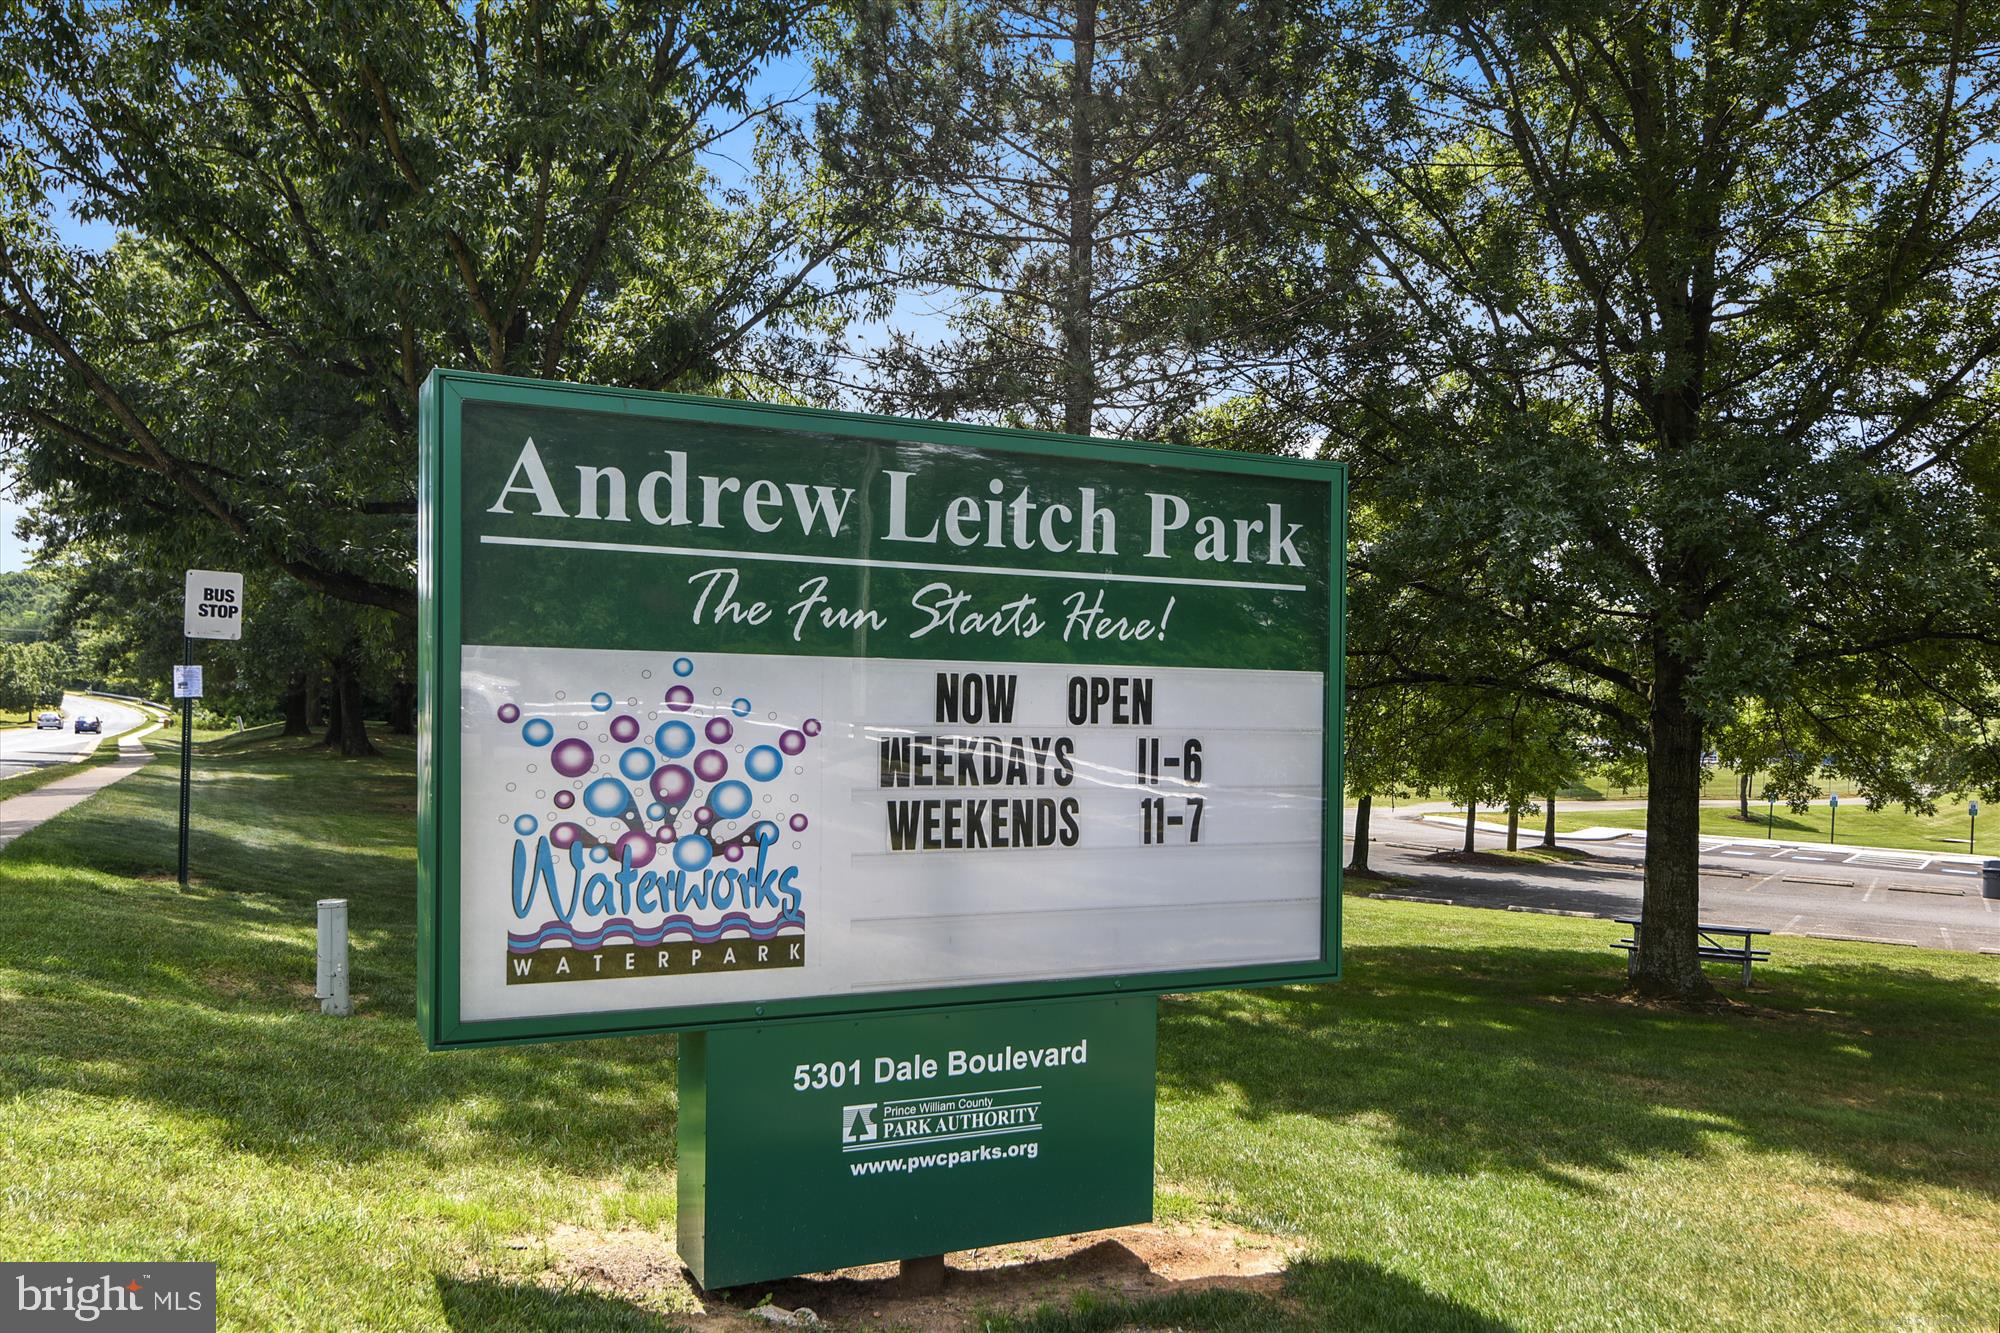 Andrew Leitch Park
The Fun Starts Here!
BUS
STOP
NOW OPEN
WEEKDAYS 11-6
WEEKENDS 11-7
Waterworks
WATERPARK
5301 Dale Boulevard
Prince William County
PARK AUTHORITY
www.pwcparks.org
bright™ MLS